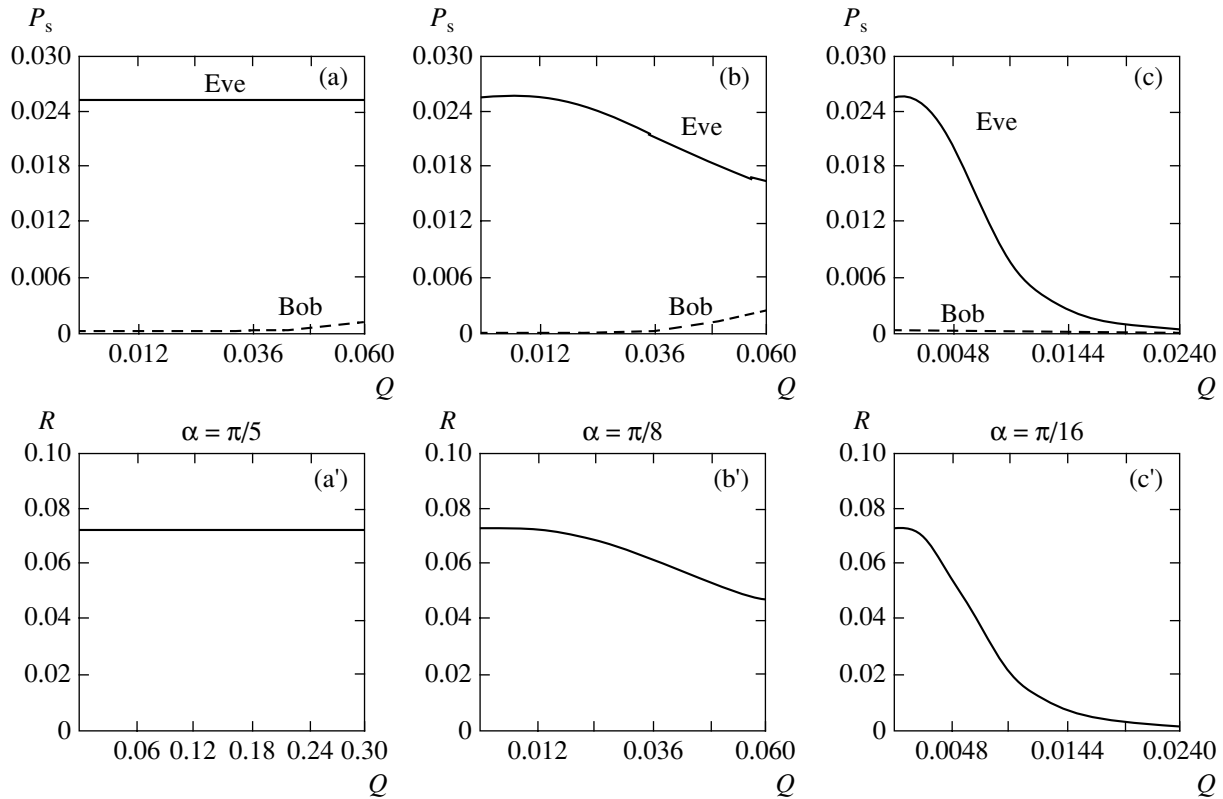 Ps Ps Ps
0.030 (a) 0.030 (b) 0.030 (c)
Eve
0.024 0.024 0.024
Eve Eve
0.018 0.018 0.018
0.012 0.012 0.012
0.006 0.006 0.006
Bob Bob Bob
0 0 0
0.012 0.036 0.060 0.012 0.036 0.060 0.0048 0.0144 0.0240
Q Q Q
R α = π/5 R α = π/8 R α = π/16
0.10 (a') 0.10 (b') 0.10 (c')
0.08 0.08 0.08
0.06 0.06 0.06
0.04 0.04 0.04
0.02 0.02 0.02
0 0 0
0.06 0.12 0.18 0.24 0.30 0.012 0.036 0.060 0.0048 0.0144 0.0240
Q Q Q